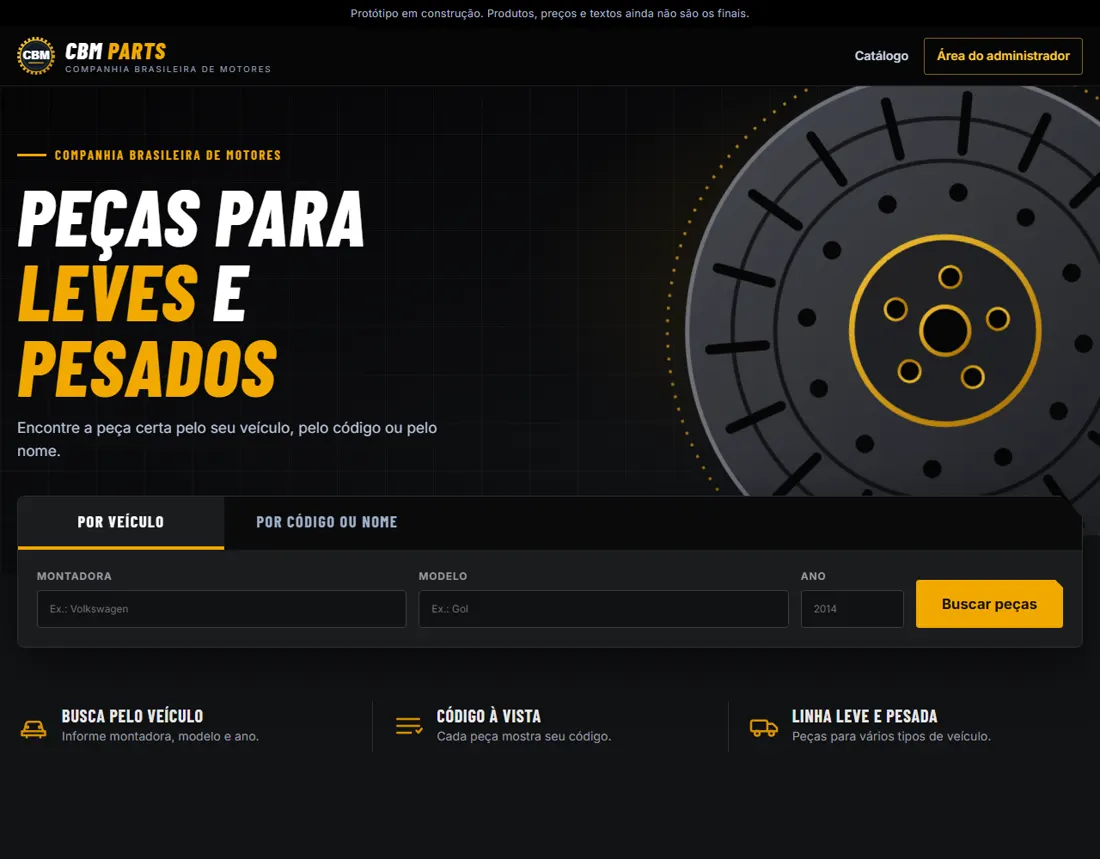 Protótipo em construção. Produtos, preços e textos ainda não são os finais.
CBM
CBM PARTS
COMPANHIA BRASILEIRA DE MOTORES
Catálogo
Área do administrador
COMPANHIA BRASILEIRA DE MOTORES
PEÇAS PARA
LEVES E
PESADOS
Encontre a peça certa pelo seu veículo, pelo código ou pelo
nome.
POR VEÍCULO
POR CÓDIGO OU NOME
MONTADORA
MODELO
ANO
Ex.: Volkswagen
Ex.: Gol
2014
Buscar peças
BUSCA PELO VEÍCULO
Informe montadora, modelo e ano.
CÓDIGO À VISTA
Cada peça mostra seu código.
LINHA LEVE E PESADA
Peças para vários tipos de veículo.